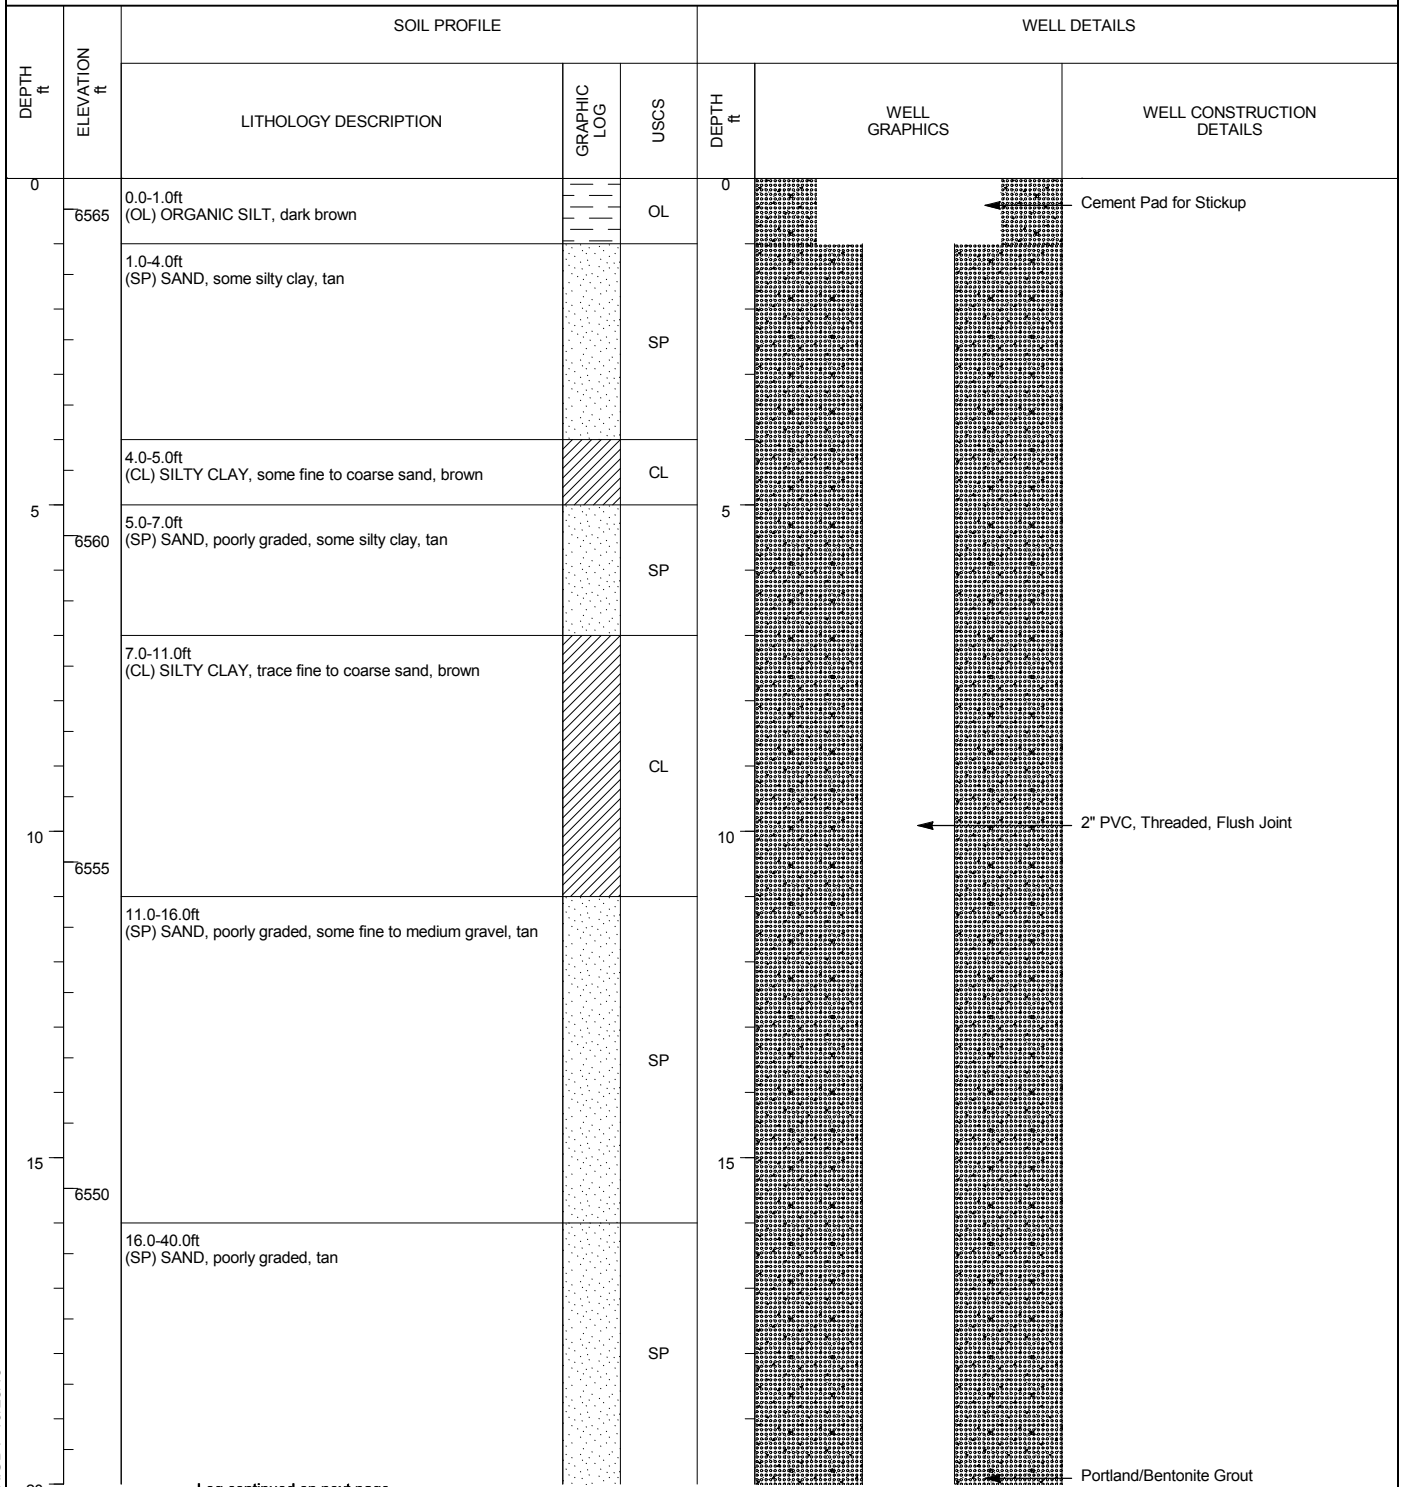 SOIL PROFILE
WELL DETAILS
DEPTH
ft
ELEVATION
ft
LITHOLOGY DESCRIPTION
GRAPHIC
LOG
USCS
DEPTH
ft
WELL
GRAPHICS
WELL CONSTRUCTION
DETAILS
0
0.0-1.0ft
(OL) ORGANIC SILT, dark brown
6565
OL
0
Cement Pad for Stickup
1.0-4.0ft
(SP) SAND, some silty clay, tan
SP
4.0-5.0ft
(CL) SILTY CLAY, some fine to coarse sand, brown
CL
5
5
5.0-7.0ft
(SP) SAND, poorly graded, some silty clay, tan
6560
SP
7.0-11.0ft
(CL) SILTY CLAY, trace fine to coarse sand, brown
CL
10
10
2" PVC, Threaded, Flush Joint
6555
11.0-16.0ft
(SP) SAND, poorly graded, some fine to medium gravel, tan
SP
15
15
6550
16.0-40.0ft
(SP) SAND, poorly graded, tan
SP
Portland/Bentonite Grout
Log continued on next page